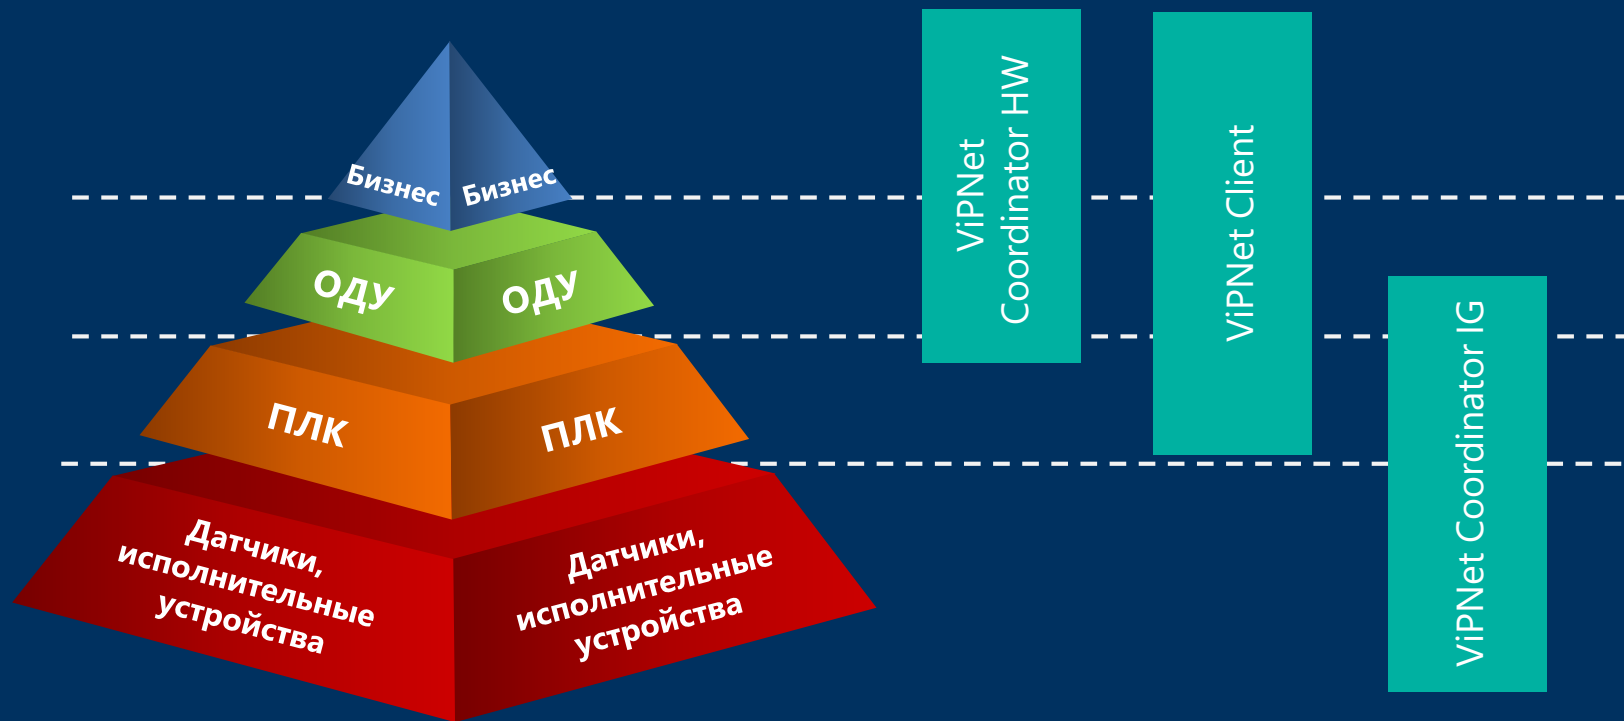 Бизнес
Бизнес
ОДУ
ОДУ
ПЛК
ПЛК
Датчики,
исполнительные
устройства
Датчики,
исполнительные
устройства
ViPNet
Coordinator HW
ViPNet Client
ViPNet Coordinator IG